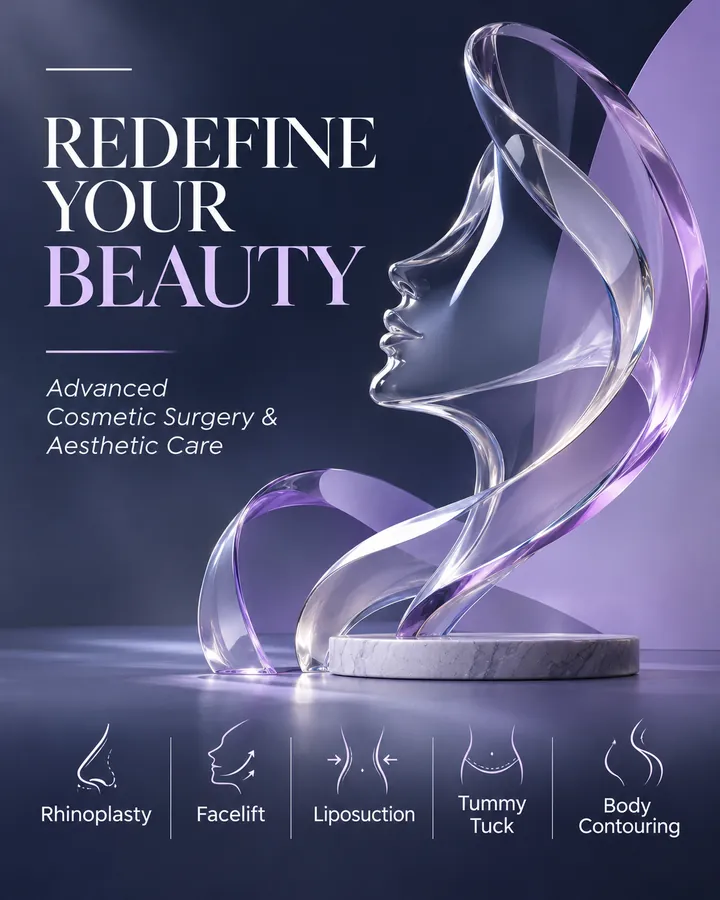 REDEFINE
YOUR
BEAUTY
Advanced
Cosmetic Surgery &
Aesthetic Care
Rhinoplasty
Facelift
Liposuction
Tummy
Tuck
Body
Contouring